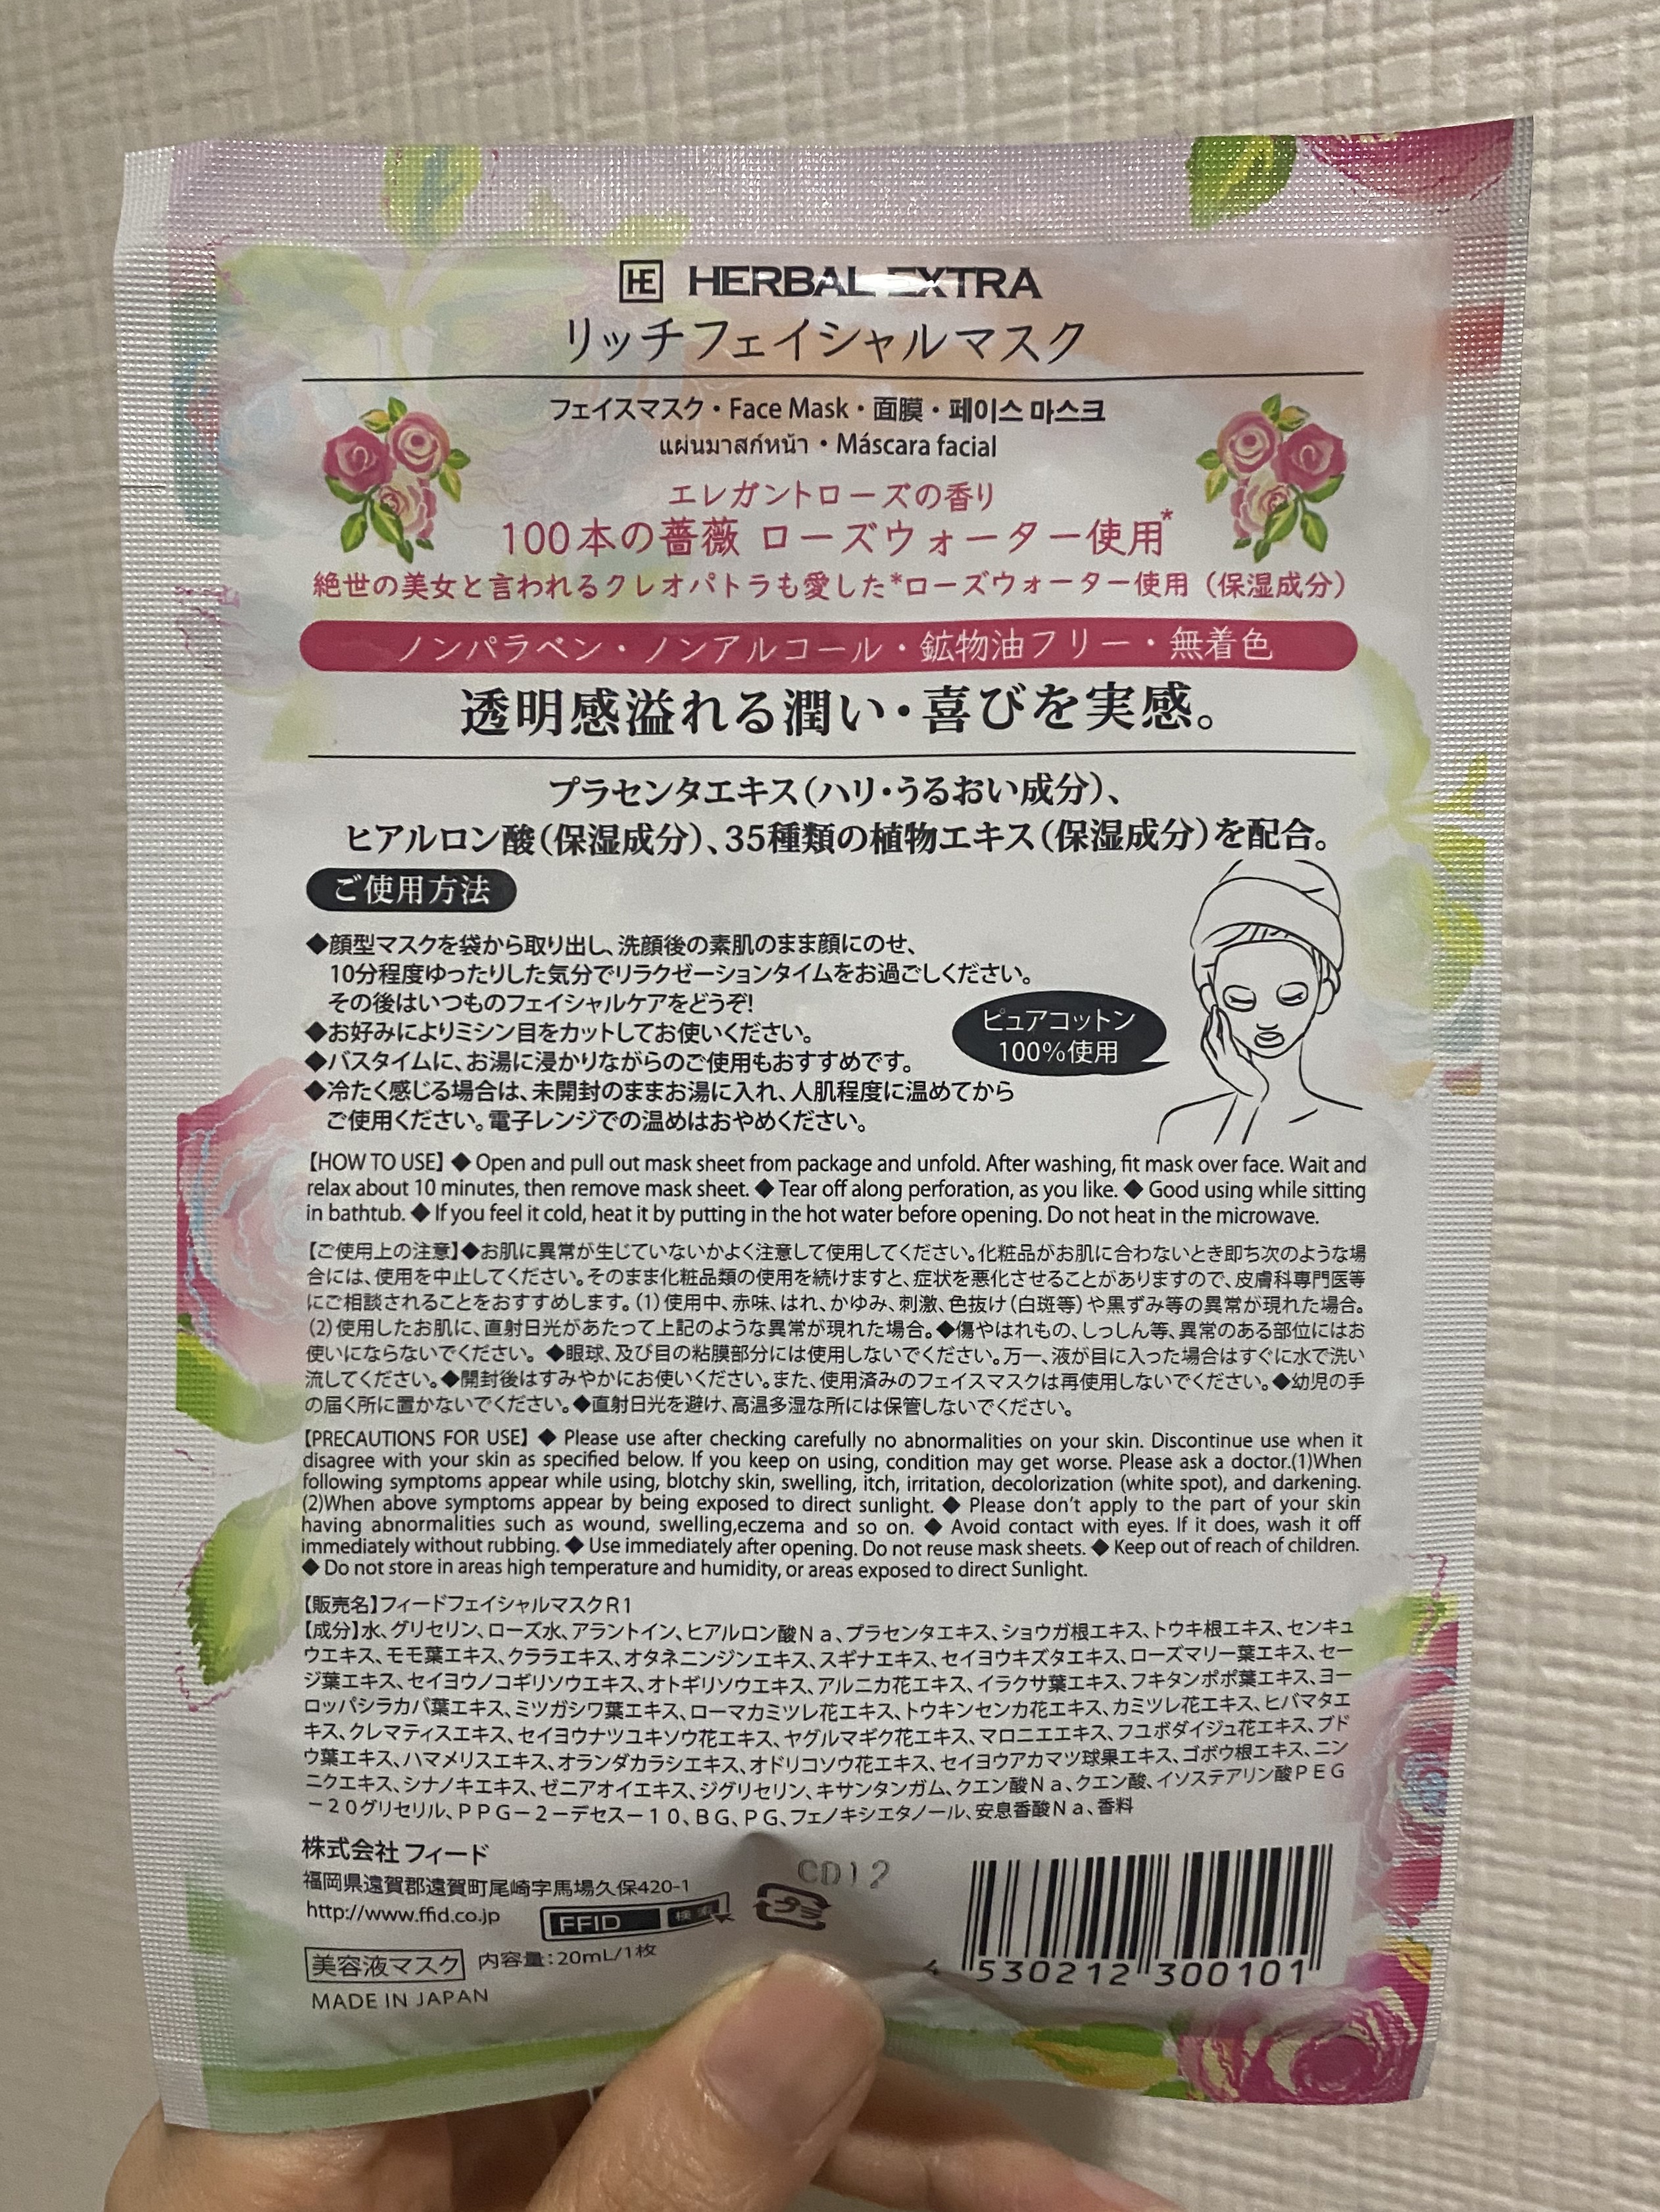 HE HERBAL EXTRA
リッチフェイシャルマスク
フェイスマスク・Face Mask・面膜・페이스 마스크
แผ่นมาสก์หน้า・Máscara facial
エレガントローズの香り
100本の薔薇 ローズウォーター使用*
絶世の美女と言われるクレオパトラも愛した*ローズウォーター使用（保湿成分）
ノンパラベン・ノンアルコール・鉱物油フリー・無着色
透明感溢れる潤い・喜びを実感。
プラセンタエキス（ハリ・うるおい成分）、
ヒアルロン酸（保湿成分）、35種類の植物エキス（保湿成分）を配合。
ご使用方法
◆顔型マスクを袋から取り出し、洗顔後の素肌のまま顔にのせ、
10分程度ゆったりした気分でリラクゼーションタイムをお過ごしください。
その後はいつものフェイシャルケアをどうぞ!
◆お好みによりミシン目をカットしてお使いください。
◆バスタイムに、お湯に浸かりながらのご使用もおすすめです。
◆冷たく感じる場合は、未開封のままお湯に入れ、人肌程度に温めてから
ご使用ください。電子レンジでの温めはおやめください。
ピュアコットン
100%使用
【HOW TO USE】◆ Open and pull out mask sheet from package and unfold. After washing, fit mask over face. Wait and
relax about 10 minutes, then remove mask sheet. ◆ Tear off along perforation, as you like. ◆ Good using while sitting
in bathtub. ◆ If you feel it cold, heat it by putting in the hot water before opening. Do not heat in the microwave.
【ご使用上の注意】◆お肌に異常が生じていないかよく注意して使用してください。化粧品がお肌に合わないとき即ち次のような場
合には、使用を中止してください。そのまま化粧品類の使用を続けますと、症状を悪化させることがありますので、皮膚科専門医等
にご相談されることをおすすめします。（1）使用中、赤味、はれ、かゆみ、刺激、色抜け（白斑等）や黒ずみ等の異常が現れた場合。
（2）使用したお肌に、直射日光があたって上記のような異常が現れた場合。◆傷やはれもの、しっしん等、異常のある部位にはお
使いにならないでください。◆眼球、及び目の粘膜部分には使用しないでください。万一、液が目に入った場合はすぐに水で洗い
流してください。◆開封後はすみやかにお使いください。また、使用済みのフェイスマスクは再使用しないでください。◆幼児の手
の届く所に置かないでください。◆直射日光を避け、高温多湿な所には保管しないでください。
【PRECAUTIONS FOR USE】 ◆ Please use after checking carefully no abnormalities on your skin. Discontinue use when it
disagree with your skin as specified below. If you keep on using, condition may get worse. Please ask a doctor.(1)When
following symptoms appear while using, blotchy skin, swelling, itch, irritation, decolorization (white spot), and darkening.
(2)When above symptoms appear by being exposed to direct sunlight. ◆ Please don't apply to the part of your skin
having abnormalities such as wound, swelling,eczema and so on. ◆ Avoid contact with eyes. If it does, wash it off
immediately without rubbing. ◆ Use immediately after opening. Do not reuse mask sheets. ◆ Keep out of reach of children.
◆ Do not store in areas high temperature and humidity, or areas exposed to direct Sunlight.
【販売名】フィードフェイシャルマスクR1
【成分】水、グリセリン、ローズ水、アラントイン、ヒアルロン酸Na、プラセンタエキス、ショウガ根エキス、トウキ根エキス、センキュ
ウエキス、モモ葉エキス、クララエキス、オタネニンジンエキス、スギナエキス、セイヨウキズタエキス、ローズマリー葉エキス、セー
ジ葉エキス、セイヨウノコギリソウエキス、オトギリソウエキス、アルニカ花エキス、イラクサ葉エキス、フキタンポポ葉エキス、ヨー
ロッパシラカバ葉エキス、ミツガシワ葉エキス、ローマカミツレ花エキス、トウキンセンカ花エキス、カミツレ花エキス、ヒバマタエ
キス、クレマティスエキス、セイヨウナツユキソウ花エキス、ヤグルマギク花エキス、マロニエエキス、フユボダイジュ花エキス、ブド
ウ葉エキス、ハマメリスエキス、オランダカラシエキス、オドリコソウ花エキス、セイヨウアカマツ球果エキス、ゴボウ根エキス、ニン
ニクエキス、シナノキエキス、ゼニアオイエキス、ジグリセリン、キサンタンガム、クエン酸Na、クエン酸、イソステアリン酸PEG
－20グリセリル、PPG－2－デセス－10、BG、PG、フェノキシエタノール、安息香酸Na、香料
株式会社 フィード
福岡県遠賀郡遠賀町尾崎字馬場久保420-1
http://www.ffid.co.jp FFID 検索
CD12
プラ
美容液マスク 内容量:20mL/1枚
MADE IN JAPAN
4 530212 300101